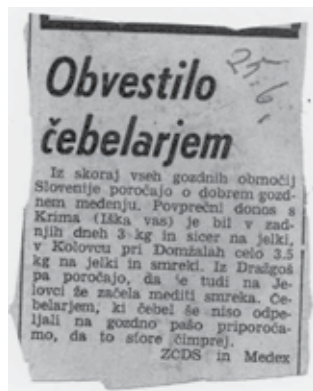 25.6.
Obvestilo
čebelarjem
Iz skoraj vseh gozdnih območij
Slovenije poročajo o dobrem gozd-
nem medenju. Povprečni donos s
Krima (Iška vas) je bil v zad-
njih dneh 3 kg in sicer na jelki,
v Kolovcu pri Domžalah celo 3.5
kg na jelki in smreki. Iz Dražgoš
pa poročajo, da je tudi na Je-
lovci že začela mediti smreka. Če-
belarjem, ki čebel še niso odpe-
ljali na gozdno pašo priporoča-
mo, da to store čimprej.
ZČDS in Medex